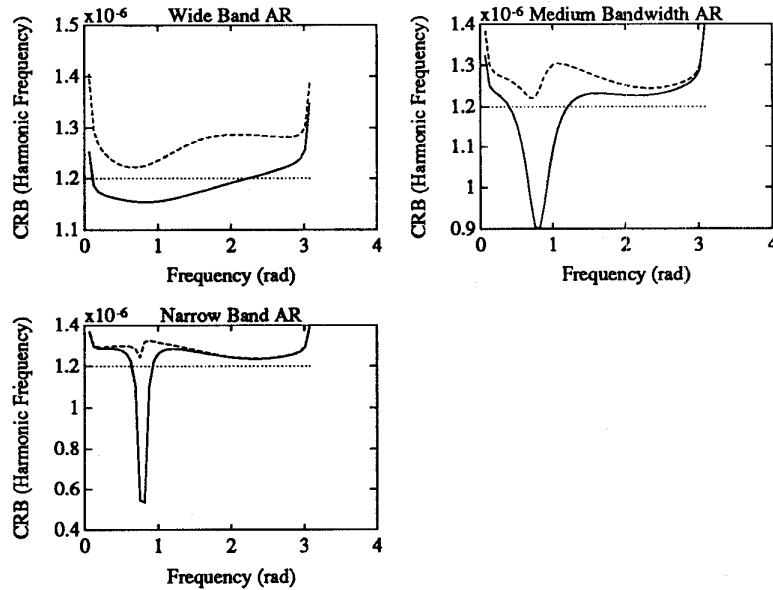 x10-6 Wide Band AR
1.5
1.4
1.3
1.2
1.1
0 1 2 3 4
CRB (Harmonic Frequency)
Frequency (rad)
x10-6 Medium Bandwidth AR
1.4
1.3
1.2
1.1
1
0.9
0 1 2 3 4
CRB (Harmonic Frequency)
Frequency (rad)
x10-6 Narrow Band AR
1.4
1.2
1
0.8
0.6
0.4
0 1 2 3 4
CRB (Harmonic Frequency)
Frequency (rad)